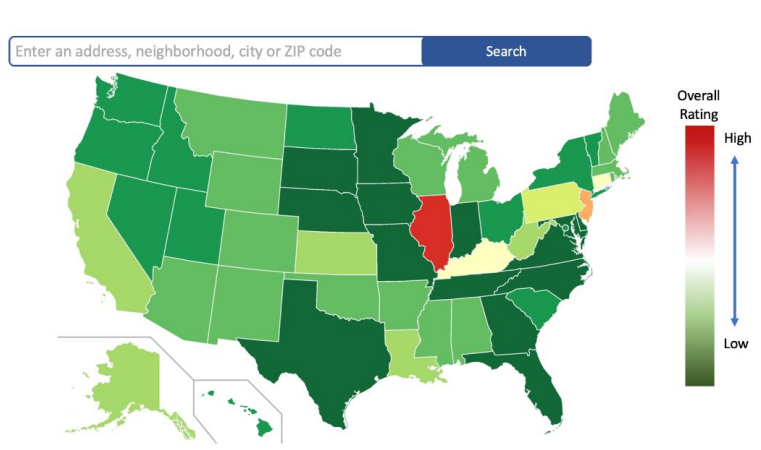 Enter an address, neighborhood, city or ZIP code
Search
Overall
Rating
High
Low